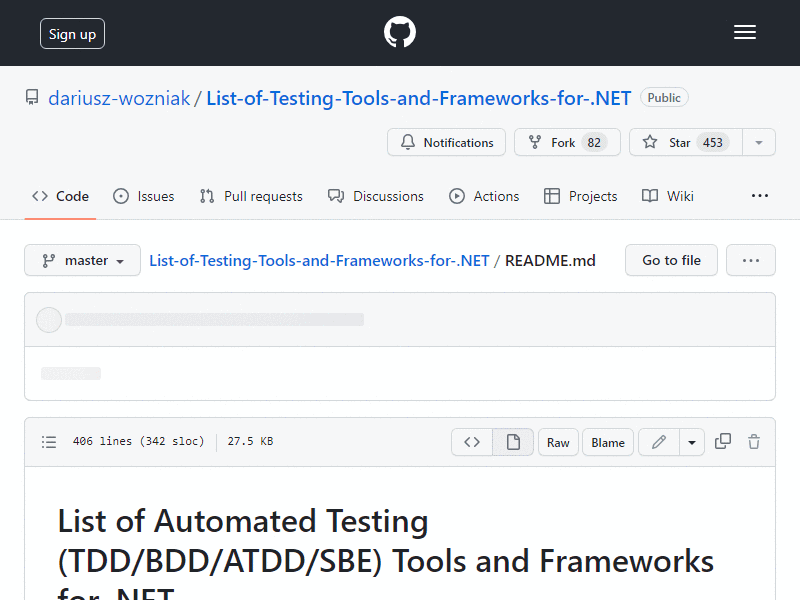 Sign up
dariusz-wozniak / List-of-Testing-Tools-and-Frameworks-for-.NET Public
Notifications Fork 82 Star 453
Code Issues Pull requests Discussions Actions Projects Wiki
master List-of-Testing-Tools-and-Frameworks-for-.NET / README.md Go to file
406 lines (342 sloc) 27.5 KB Raw Blame
List of Automated Testing
(TDD/BDD/ATDD/SBE) Tools and Frameworks
for .NET